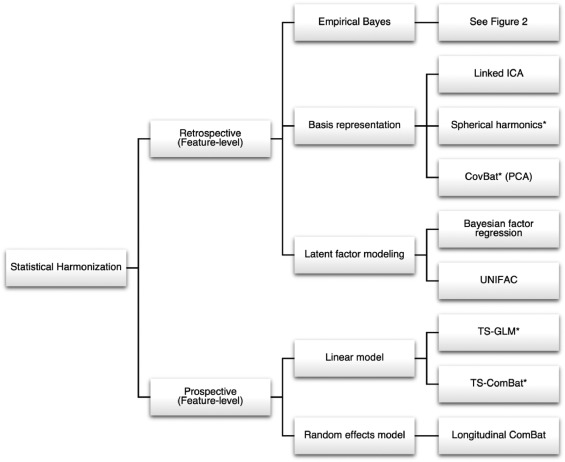 Empirical Bayes
See Figure 2
Linked ICA
Retrospective
(Feature-level)
Basis representation
Spherical harmonics*
CovBat* (PCA)
Bayesian factor
regression
Latent factor modeling
UNIFAC
Statistical Harmonization
TS-GLM*
Linear model
TS-ComBat*
Prospective
(Feature-level)
Random effects model
Longitudinal ComBat